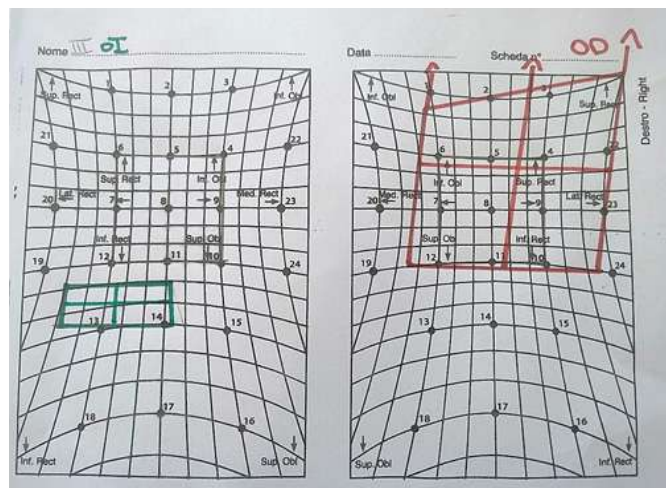 Nome III OS
Data
Scheda n°
OD
Sup. Rect
1
2
3
Inf. Obl
21
22
6
5
4
Sup. Rect
Inf. Obl
20
Lat. Rect
7
8
9
Med. Rect
23
Inf. Rect
Sup. Obl
19
12
11
10
24
13
14
15
18
17
16
Inf. Rect
Sup. Obl
Inf. Obl
1
2
3
Sup. Rect
Destro - Right
21
22
6
5
4
Inf. Obl
Sup. Rect
20
Med. Rect
7
8
9
Lat. Rect
23
Sup. Obl
Inf. Rect
19
12
11
10
24
13
14
15
18
17
16
Sup. Obl
Inf. Rect